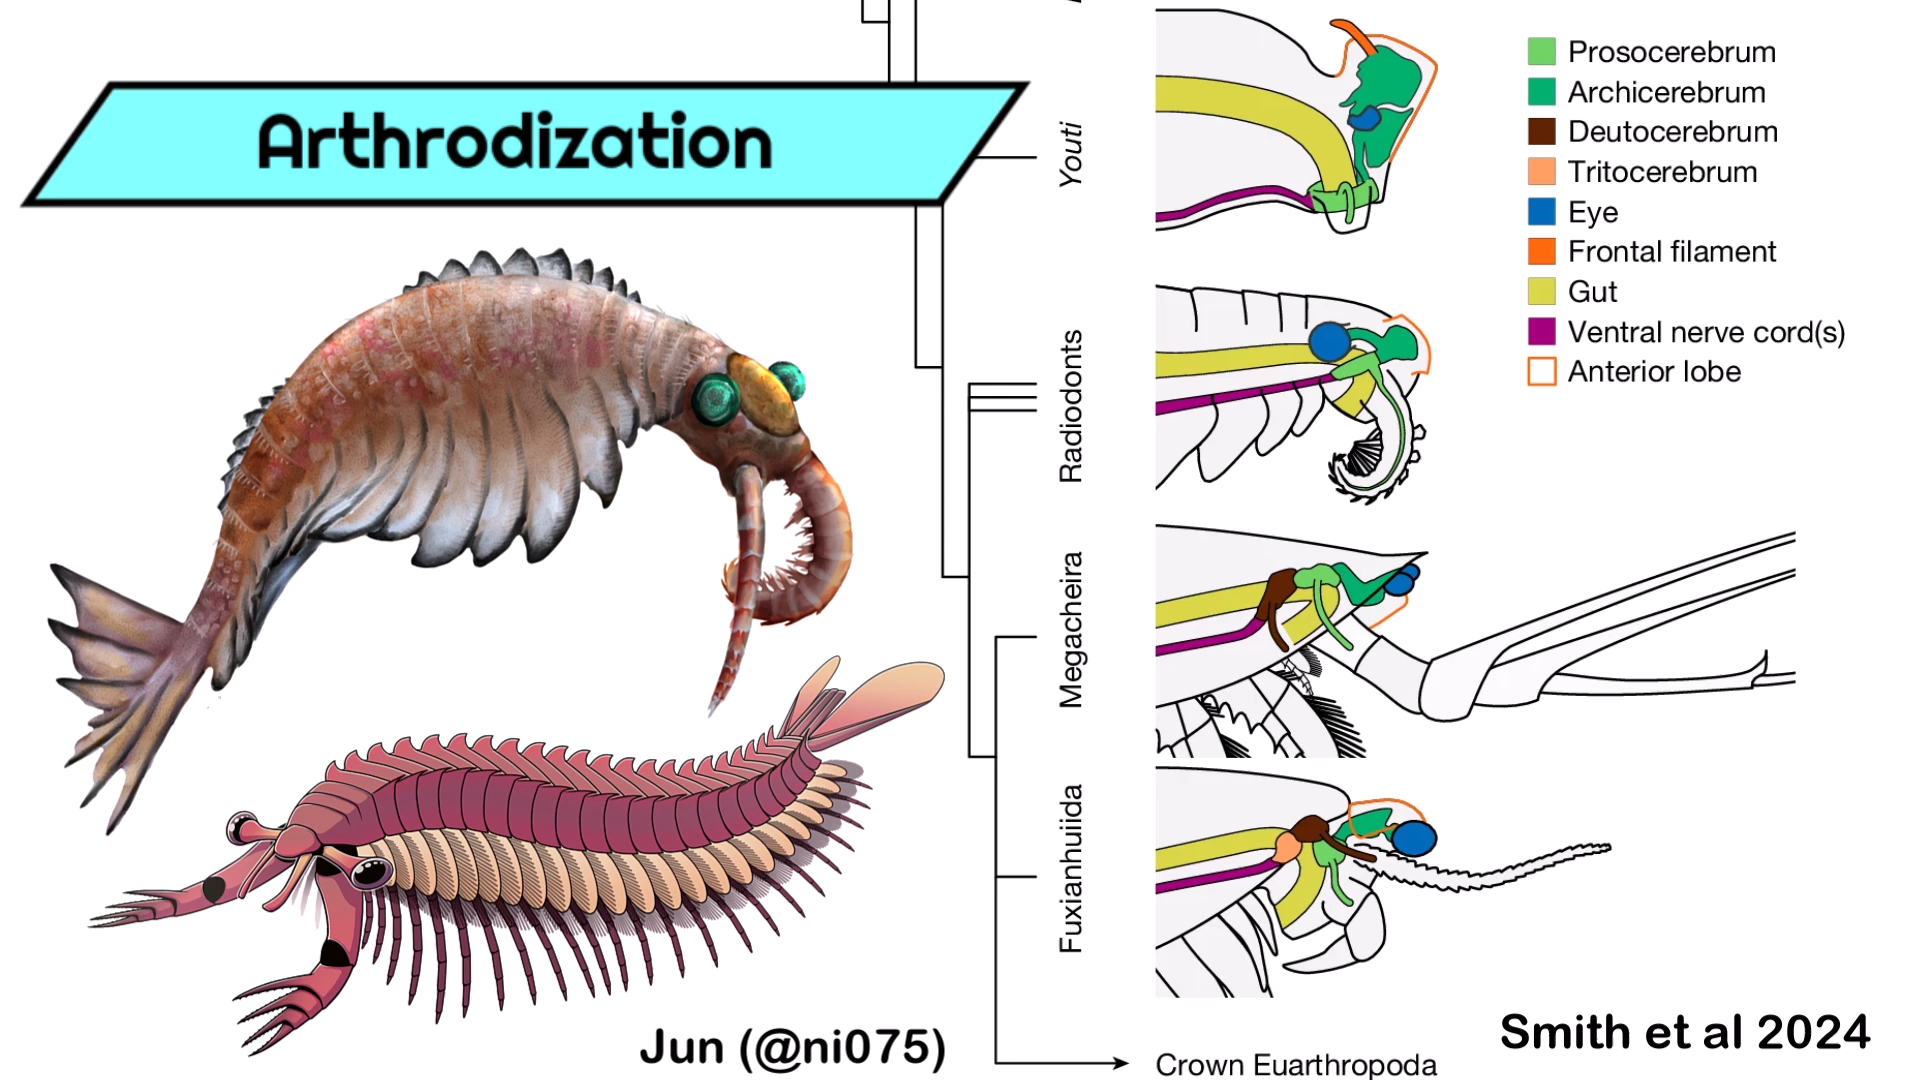 Arthrodization
Youti
Radiodonts
Megacheira
Fuxianhuiida
Crown Euarthropoda
Prosocerebrum
Archicerebrum
Deutocerebrum
Tritocerebrum
Eye
Frontal filament
Gut
Ventral nerve cord(s)
Anterior lobe
Jun (@ni075)
Smith et al 2024